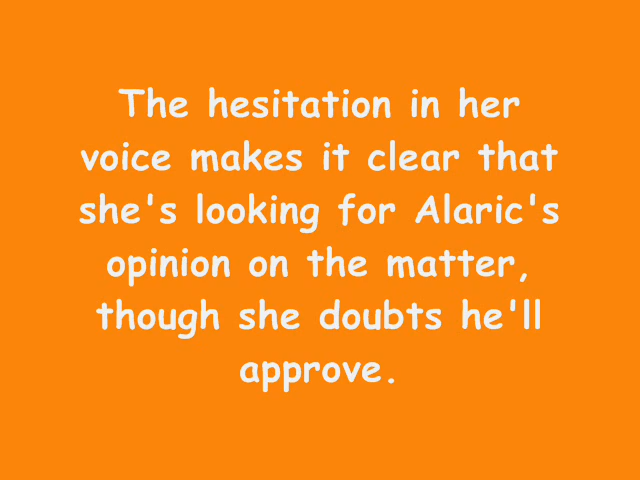 The hesitation in her
voice makes it clear that
she's looking for Alaric's
opinion on the matter,
though she doubts he'll
approve.